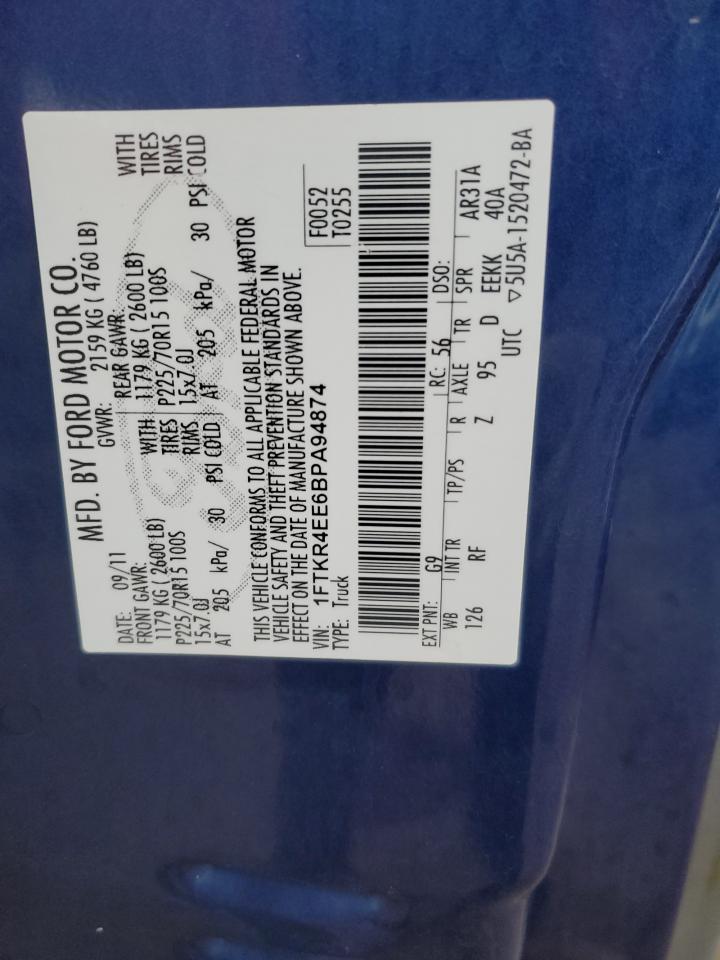 MFD. BY FORD MOTOR CO.
DATE: 09/11 GVWR: 2159 KG ( 4760 LB)
FRONT GAWR: REAR GAWR:
1179 KG ( 2600 LB) WITH 1179 KG ( 2600 LB) WITH
P225/70R15 100S TIRES P225/70R15 100S TIRES
15x7.0J RIMS 15x7.0J RIMS
AT 205 kPa/ 30 PSI COLD AT 205 kPa/ 30 PSI COLD
THIS VEHICLE CONFORMS TO ALL APPLICABLE FEDERAL MOTOR
VEHICLE SAFETY AND THEFT PREVENTION STANDARDS IN
EFFECT ON THE DATE OF MANUFACTURE SHOWN ABOVE.
VIN: 1FTKR4EE6BPA94874 F0052
TYPE: Truck T0255
EXT PNT: G9 RC: 56 DSO:
WB INT TR TP/PS R AXLE TR SPR AR31A
126 RF Z 95 D EEKK 40A
UTC ▽5U5A-1520472-BA